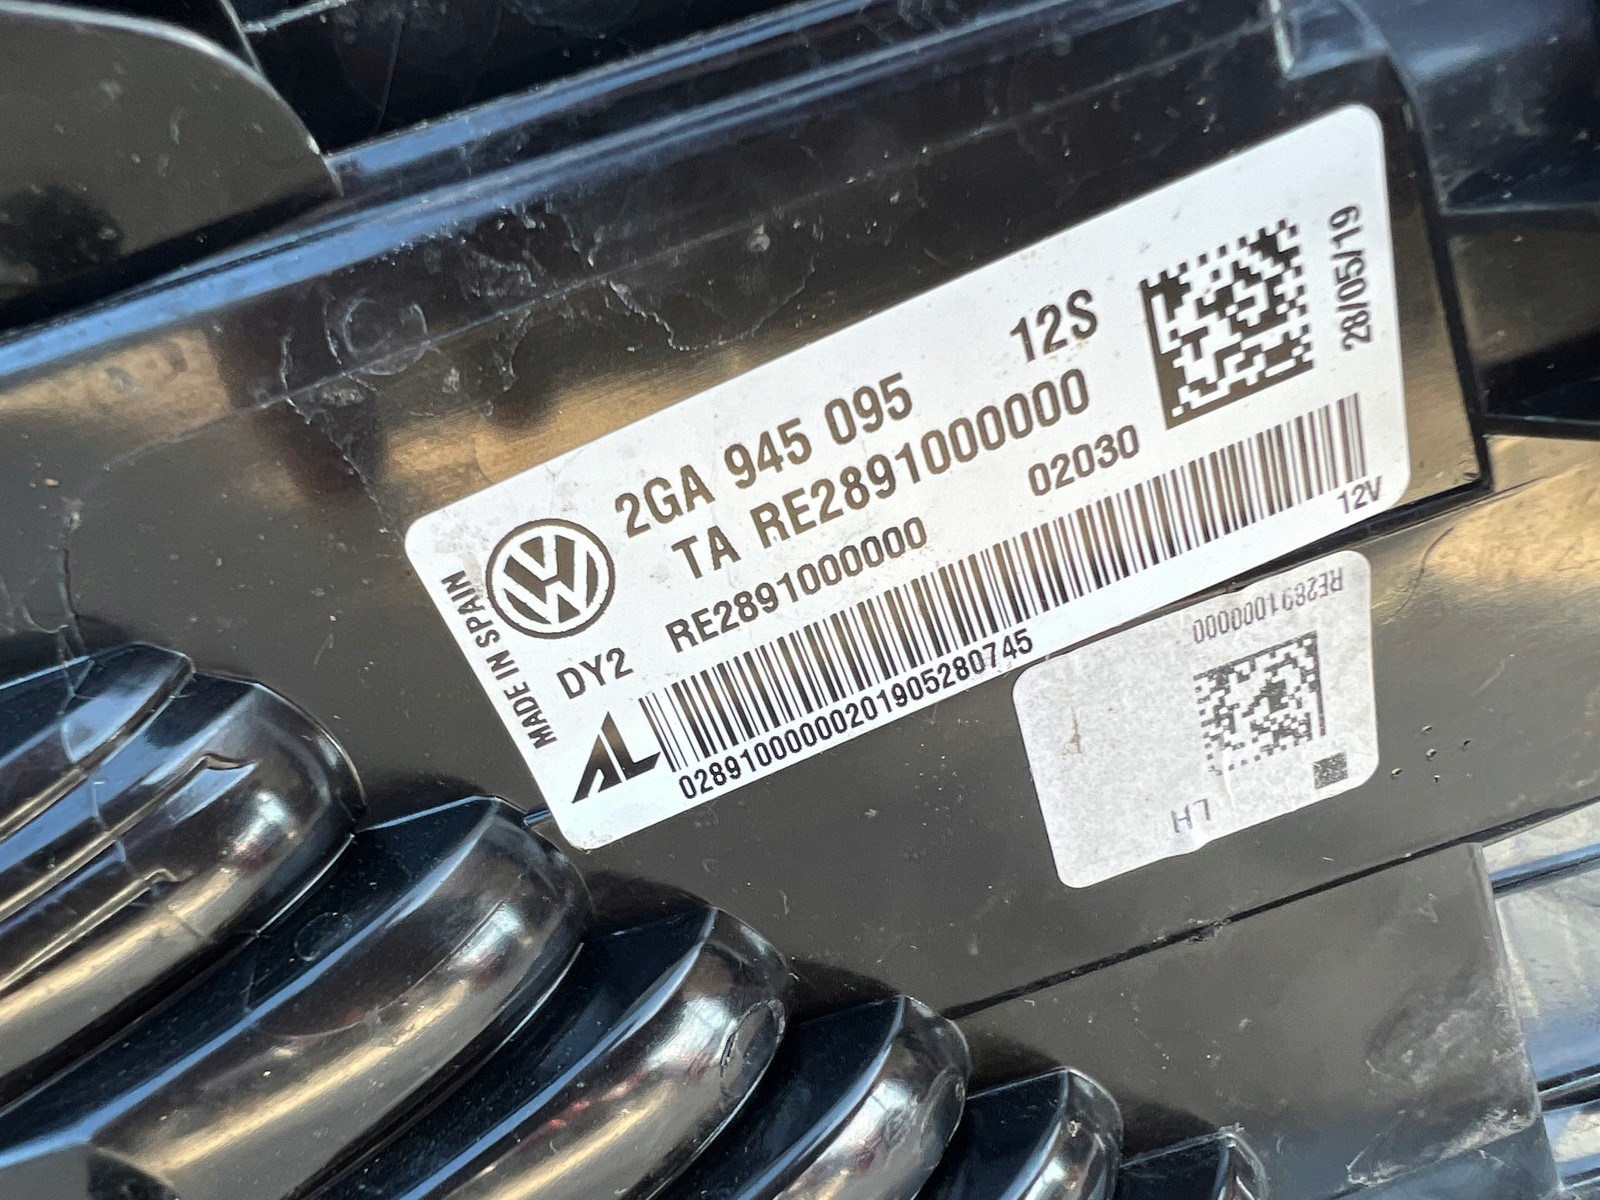 2GA 945 095 12S
TA RE2891000000
RE2891000000 02030
DY2
MADE IN SPAIN
AL
02891000000201905280745
12V
28/05/19
RE2891000000
LH